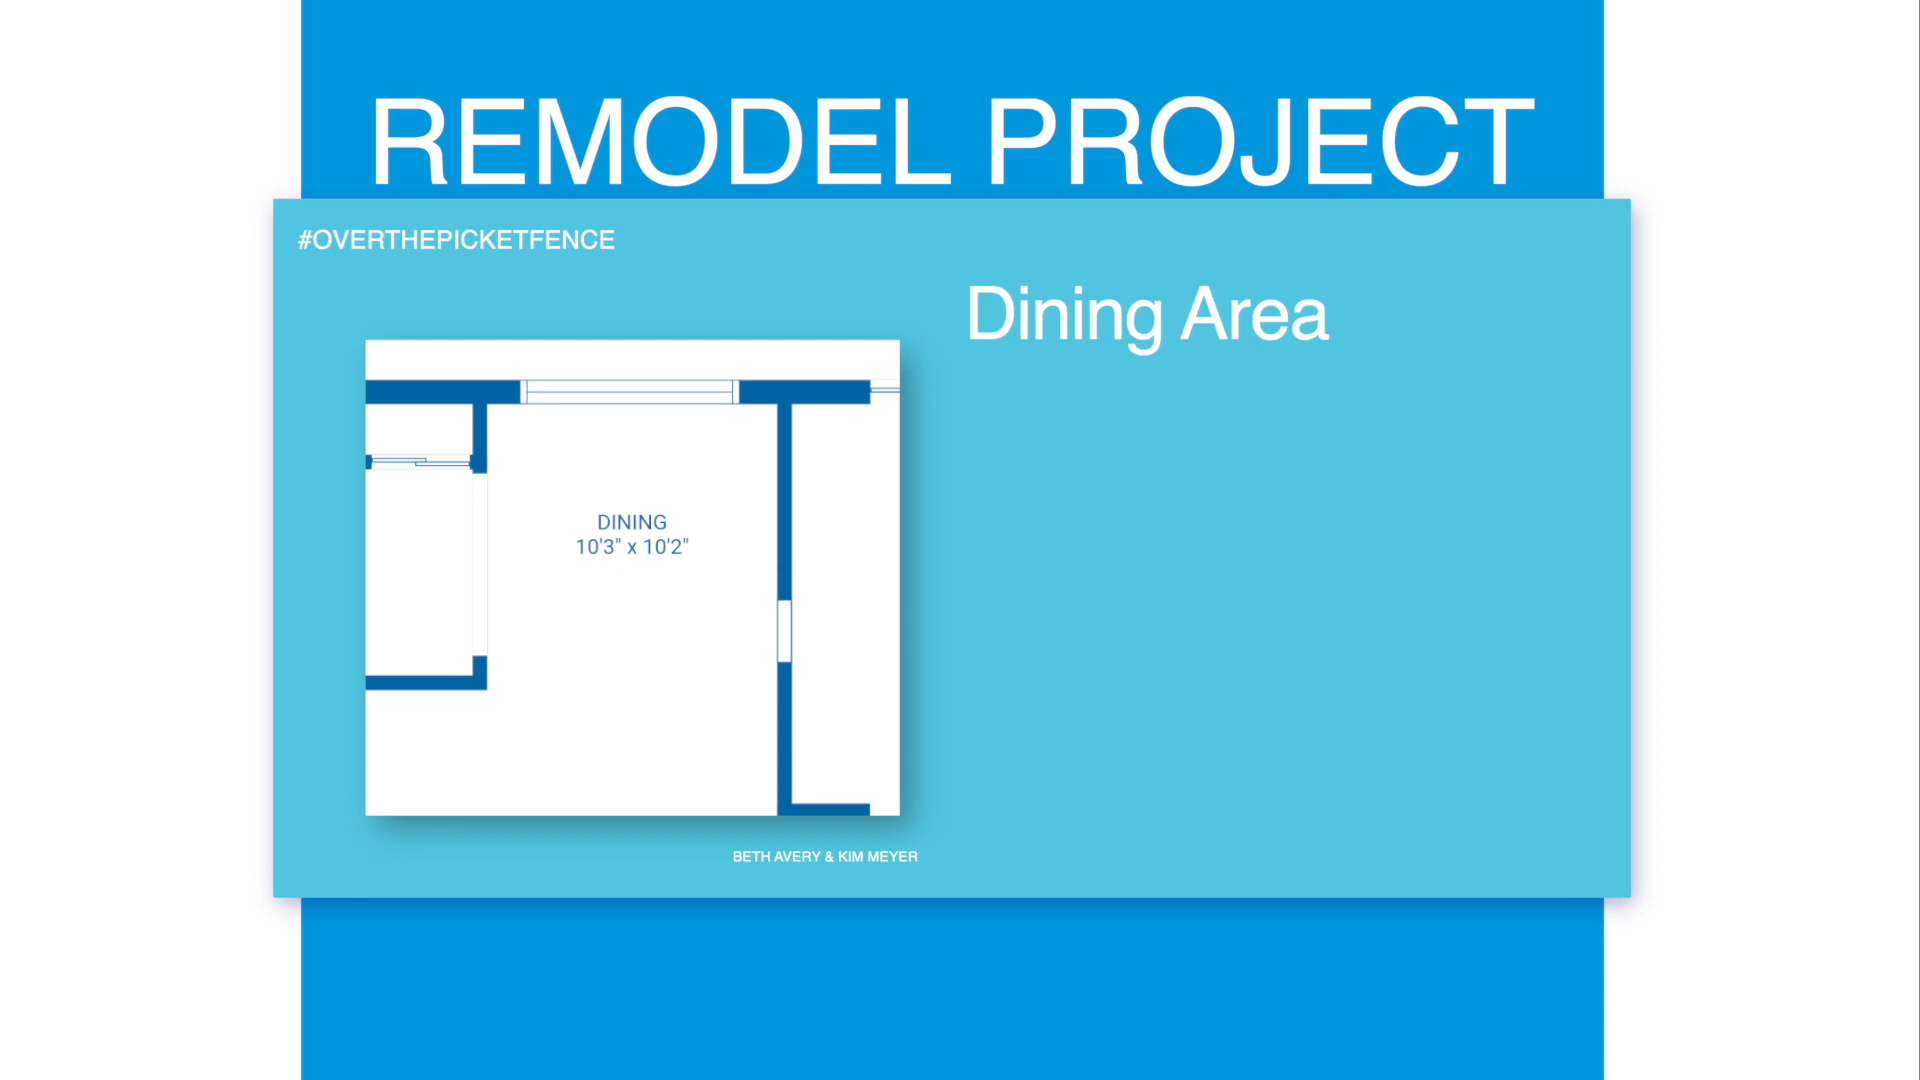 REMODEL PROJECT
#OVERTHEPICKETFENCE
Dining Area
DINING
10'3" x 10'2"
BETH AVERY & KIM MEYER